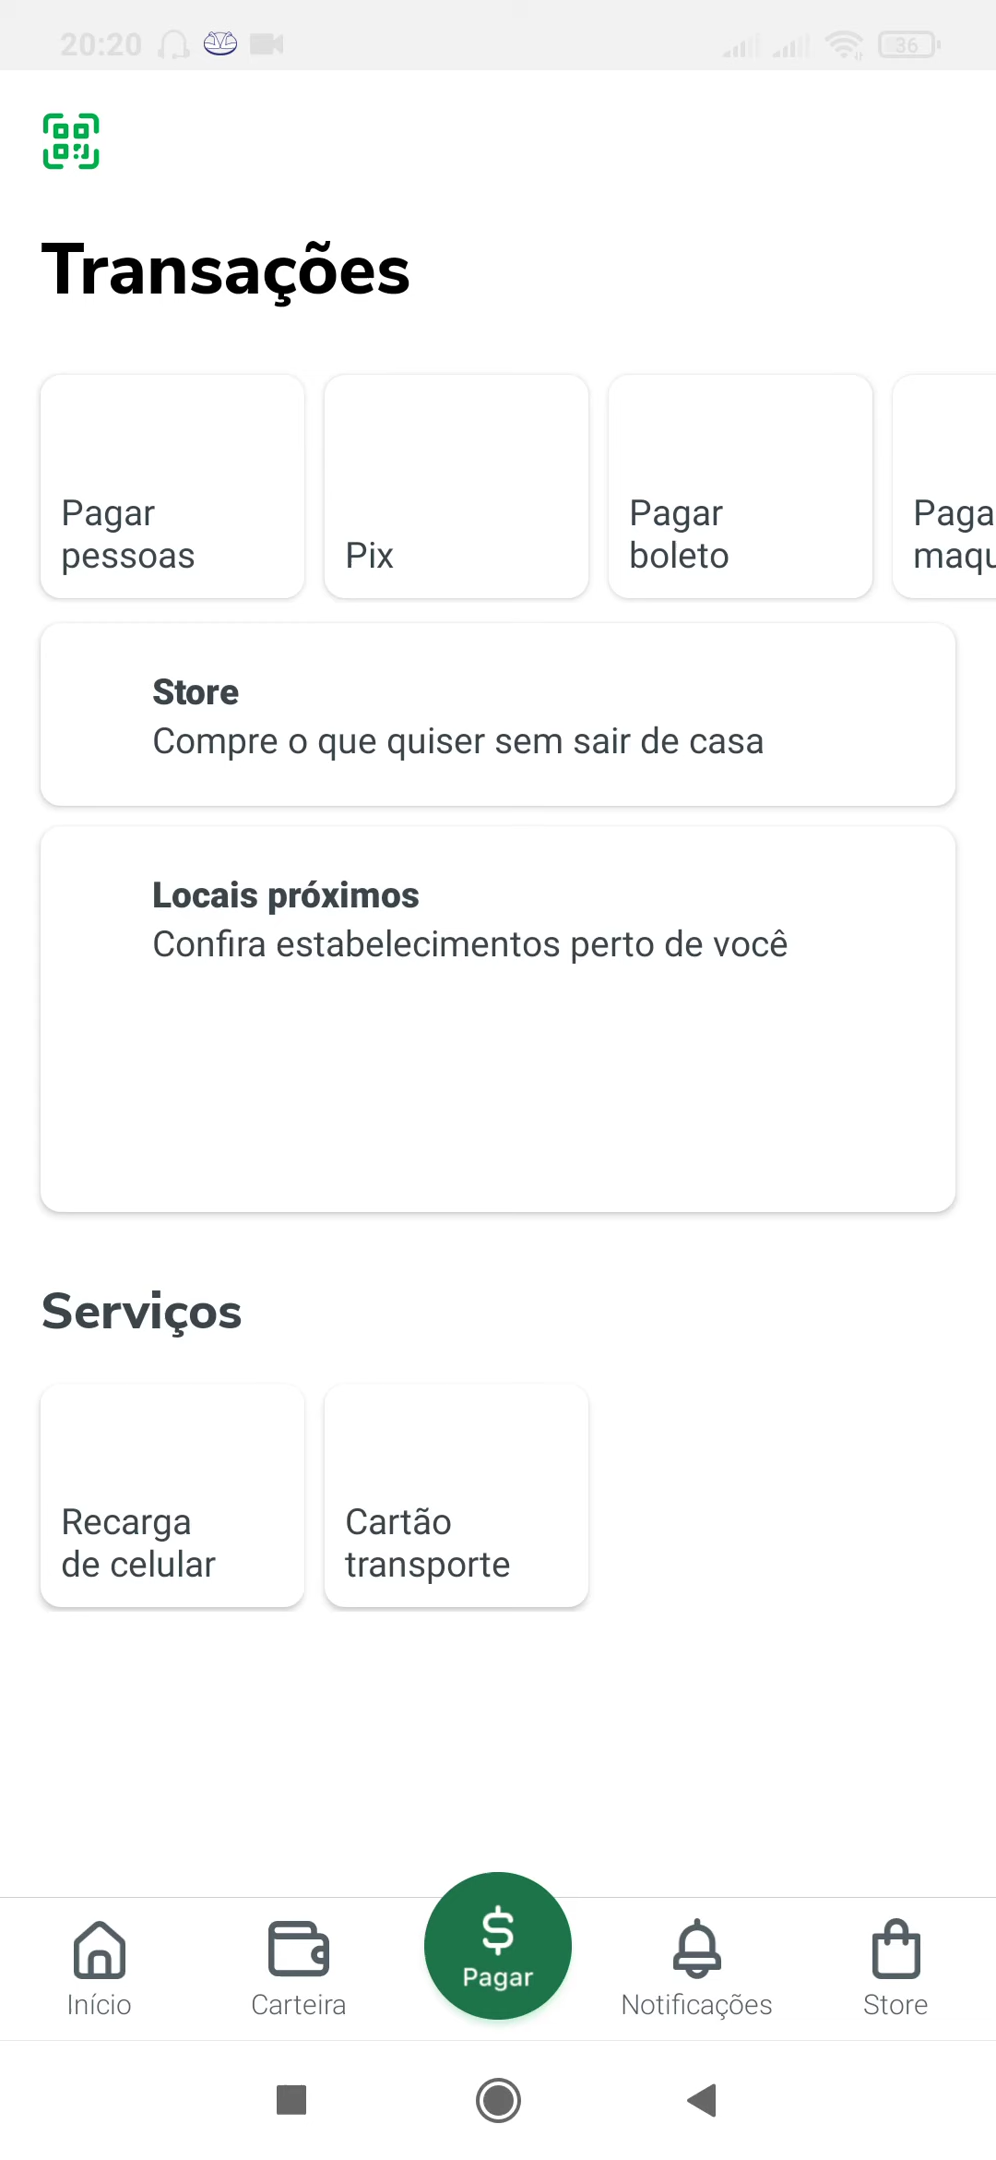 20:20
36
Transações
Pagar
pessoas
Pix
Pagar
boleto
Paga
maqu
Store
Compre o que quiser sem sair de casa
Locais próximos
Confira estabelecimentos perto de você
Serviços
Recarga
de celular
Cartão
transporte
$
Pagar
Início
Carteira
Notificações
Store